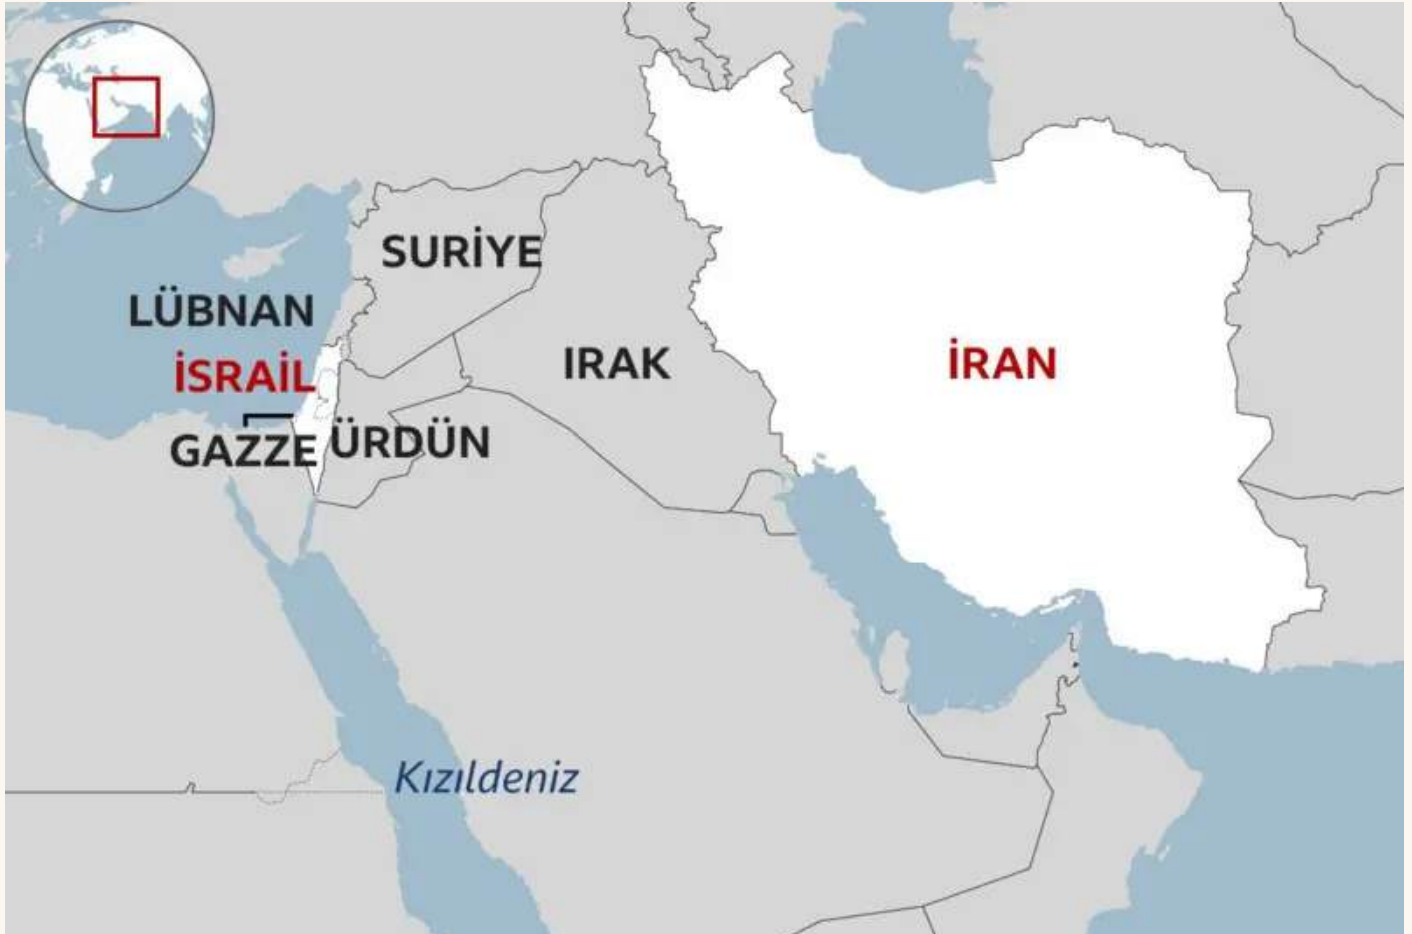 SURİYE
LÜBNAN
İSRAİL
IRAK
İRAN
GAZZE
ÜRDÜN
Kızıldeniz